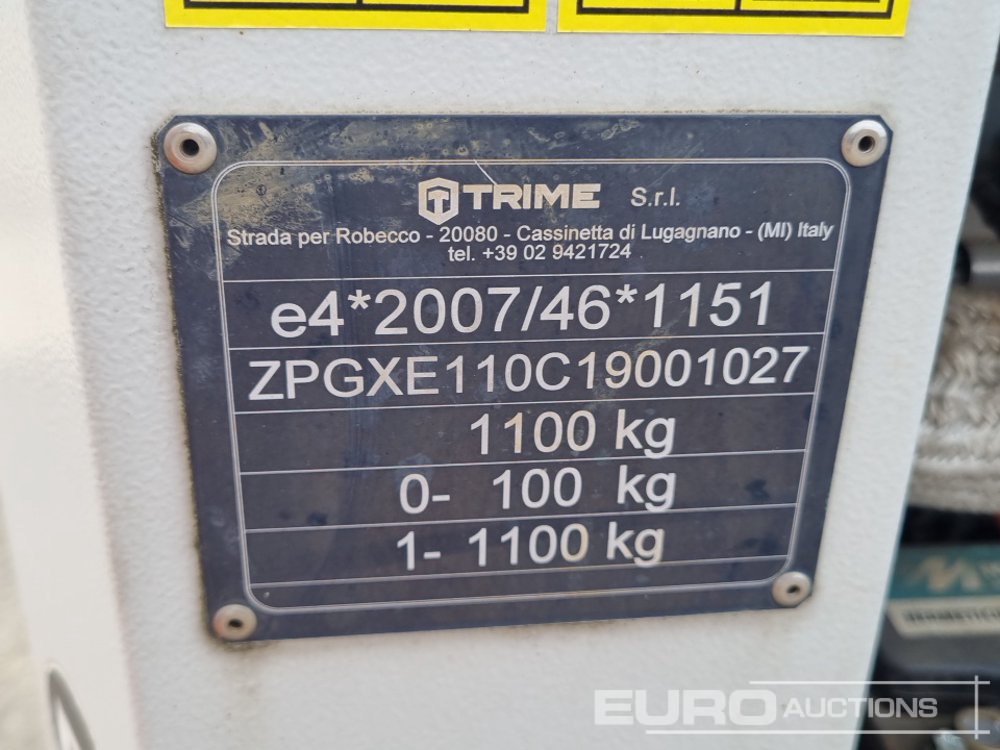 TRIME S.r.l.
Strada per Robecco - 20080 - Cassinetta di Lugagnano - (MI) Italy
tel. +39 02 9421724
e4*2007/46*1151
ZPGXE110C19001027
1100 kg
0- 100 kg
1- 1100 kg
EURO AUCTIONS